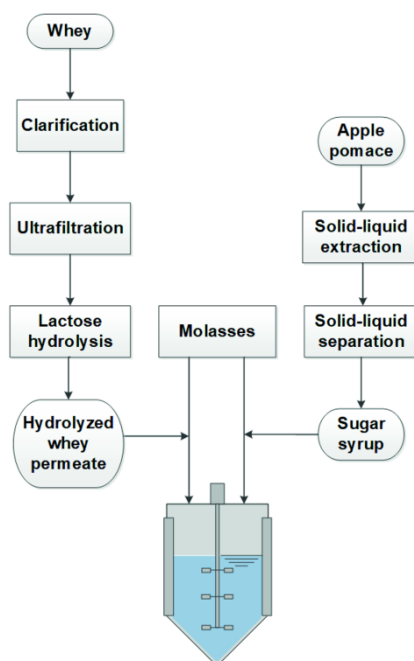 Whey
Clarification
Ultrafiltration
Lactose
hydrolysis
Hydrolyzed
whey
permeate
Molasses
Apple
pomace
Solid-liquid
extraction
Solid-liquid
separation
Sugar
syrup